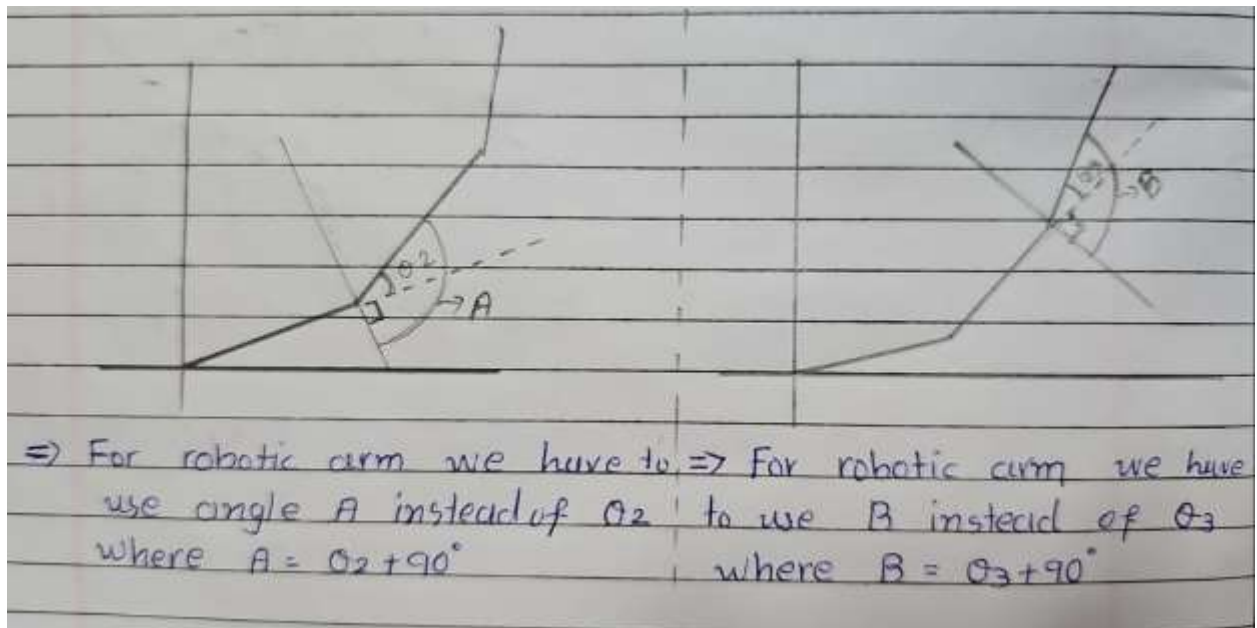 θ2
A
θ3
B
=> For robotic arm we have to
use angle A instead of θ2
where A = θ2 + 90°
=> For robotic arm we have
to use B instead of θ3
where B = θ3 + 90°